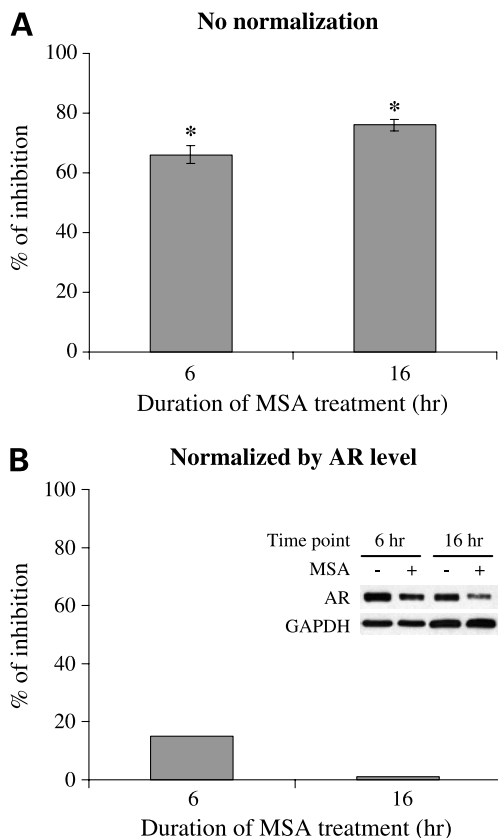 A
No normalization
100
80
60
40
20
0
% of inhibition
*
*
6
16
Duration of MSA treatment (hr)
B
Normalized by AR level
100
80
60
40
20
0
% of inhibition
Time point 6 hr 16 hr
MSA - + - +
AR
GAPDH
6
16
Duration of MSA treatment (hr)